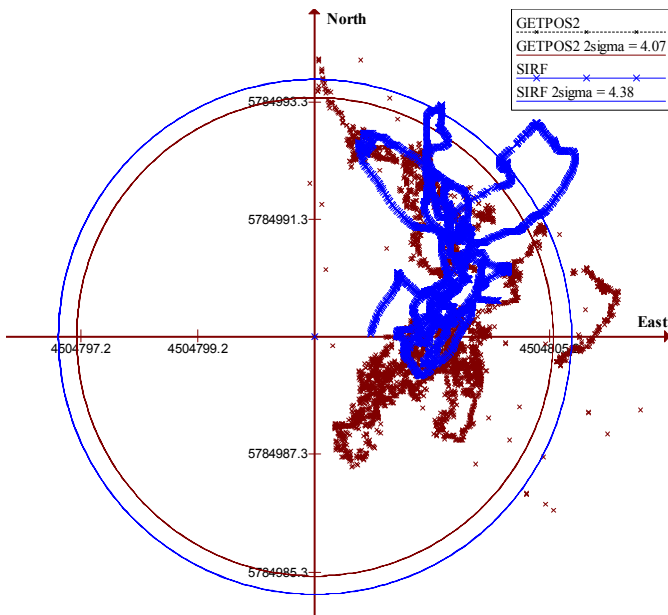 GETPOS2
GETPOS2 2sigma = 4.07
SIRF
SIRF 2sigma = 4.38
North
5784993.3
5784991.3
East
4504797.2
4504799.2
4504805.
5784987.3
5784985.3